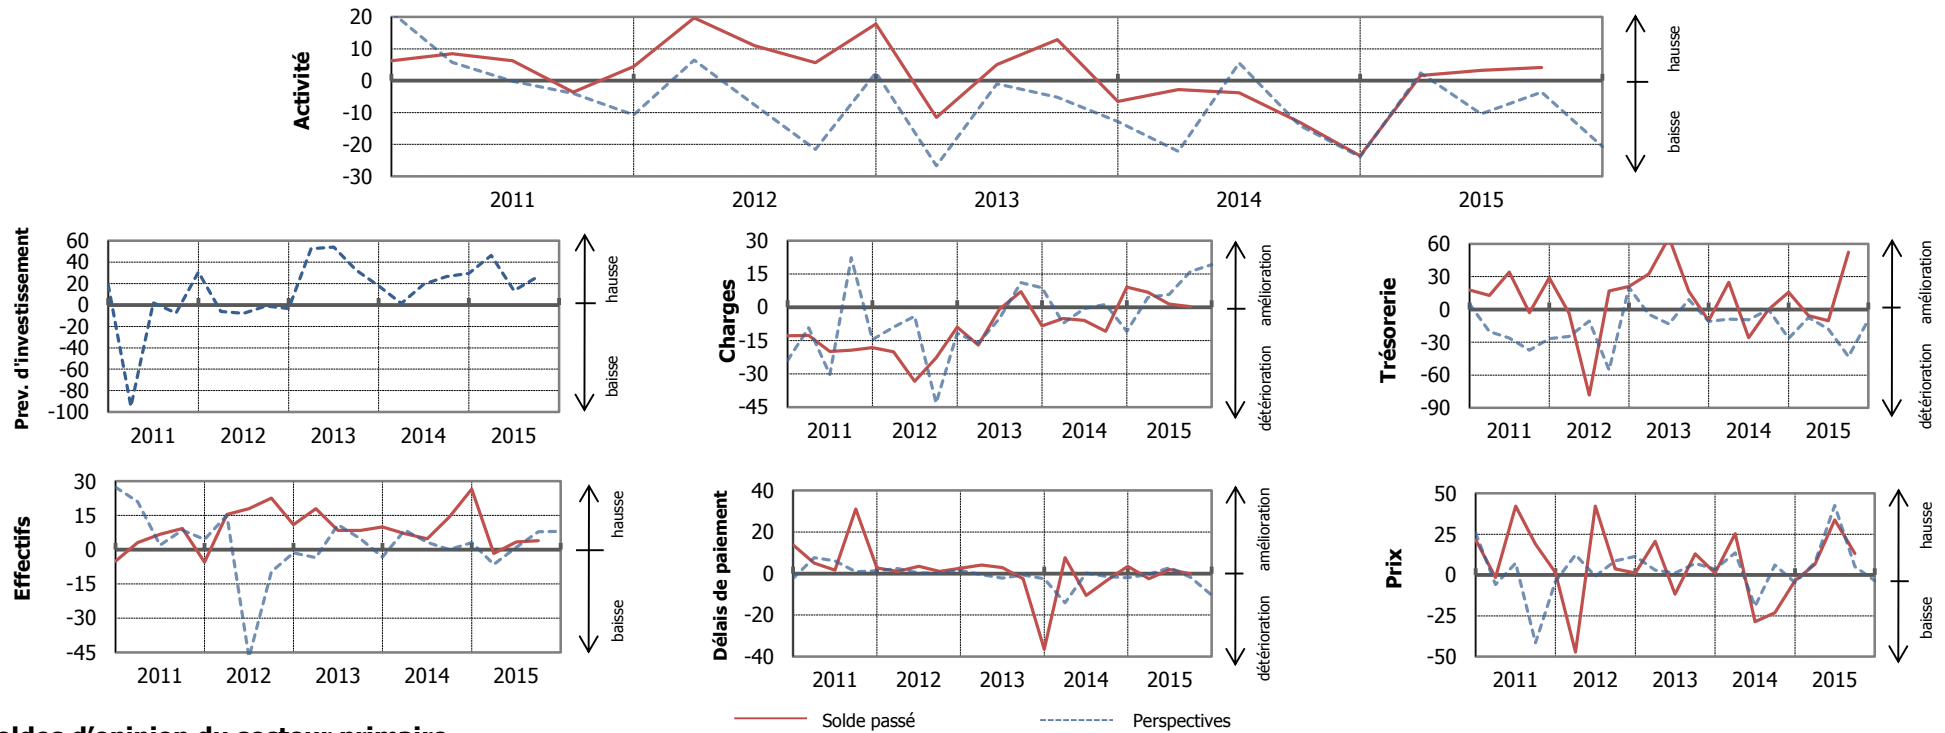 Activité
20
10
0
-10
-20
-30
2011 2012 2013 2014 2015
hausse
baisse
Prev. d'investissement
60
40
20
0
-20
-40
-60
-80
-100
2011 2012 2013 2014 2015
hausse
baisse
Charges
30
15
0
-15
-30
-45
2011 2012 2013 2014 2015
amélioration
détérioration
Trésorerie
60
30
0
-30
-60
-90
2011 2012 2013 2014 2015
amélioration
détérioration
Effectifs
30
15
0
-15
-30
-45
2011 2012 2013 2014 2015
hausse
baisse
Délais de paiement
40
20
0
-20
-40
2011 2012 2013 2014 2015
amélioration
détérioration
Prix
50
25
0
-25
-50
2011 2012 2013 2014 2015
hausse
baisse
Solde passé Perspectives
oldes d'opinion du secteur primaire